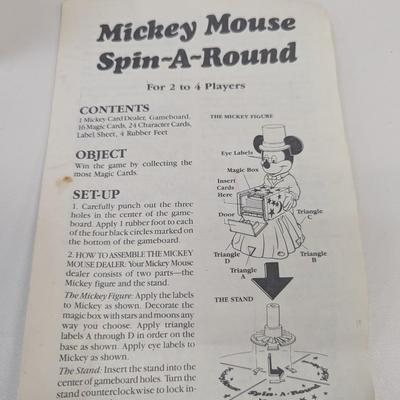 Mickey Mouse
Spin-A-Round
For 2 to 4 Players
CONTENTS
1 Mickey Card Dealer, Gameboard,
16 Magic Cards, 24 Character Cards,
Label Sheet, 4 Rubber Feet
OBJECT
Win the game by collecting the
most Magic Cards.
SET-UP
1. Carefully punch out the three
holes in the center of the game-
board. Apply 1 rubber foot to each
of the four black circles marked on
the bottom of the gameboard.
2. HOW TO ASSEMBLE THE MICKEY
MOUSE DEALER: Your Mickey Mouse
dealer consists of two parts—the
Mickey figure and the stand.
The Mickey Figure: Apply the labels
to Mickey as shown. Decorate the
magic box with stars and moons any
way you choose. Apply triangle
labels A through D in order on the
base as shown. Apply eye labels to
Mickey as shown.
The Stand: Insert the stand into the
center of gameboard holes. Turn the
stand counterclockwise to lock in-
THE MICKEY FIGURE
Eye Labels
Magic Box
Insert
Cards
Here
Door
Triangle
C
Triangle
D
Triangle
A
Triangle
B
THE STAND
Spin-A-Round